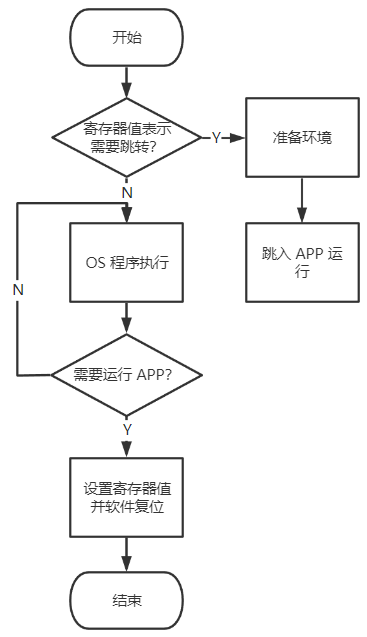 开始
寄存器值表示
需要跳转?
Y
准备环境
N
跳入 APP 运
行
OS 程序执行
N
需要运行 APP?
Y
设置寄存器值
并软件复位
结束